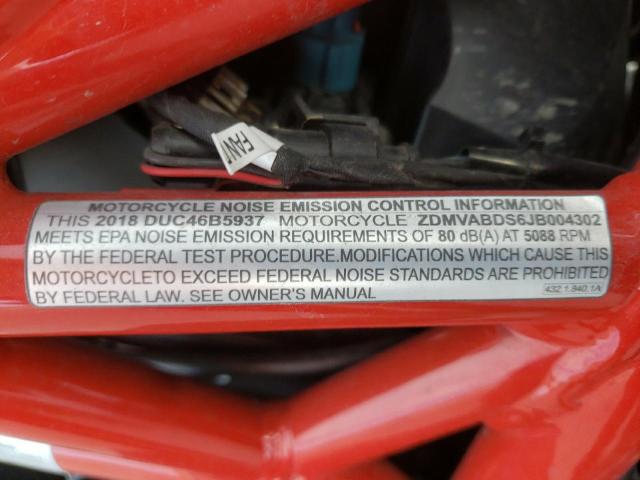 FANT
MOTORCYCLE NOISE EMISSION CONTROL INFORMATION
THIS 2018 DUC46B5937 MOTORCYCLE ZDMVABDS6JB004302
MEETS EPA NOISE EMISSION REQUIREMENTS OF 80 dB(A) AT 5088 RPM
BY THE FEDERAL TEST PROCEDURE.MODIFICATIONS WHICH CAUSE THIS
MOTORCYCLETO EXCEED FEDERAL NOISE STANDARDS ARE PROHIBITED
BY FEDERAL LAW. SEE OWNER'S MANUAL
432.1.840.1A